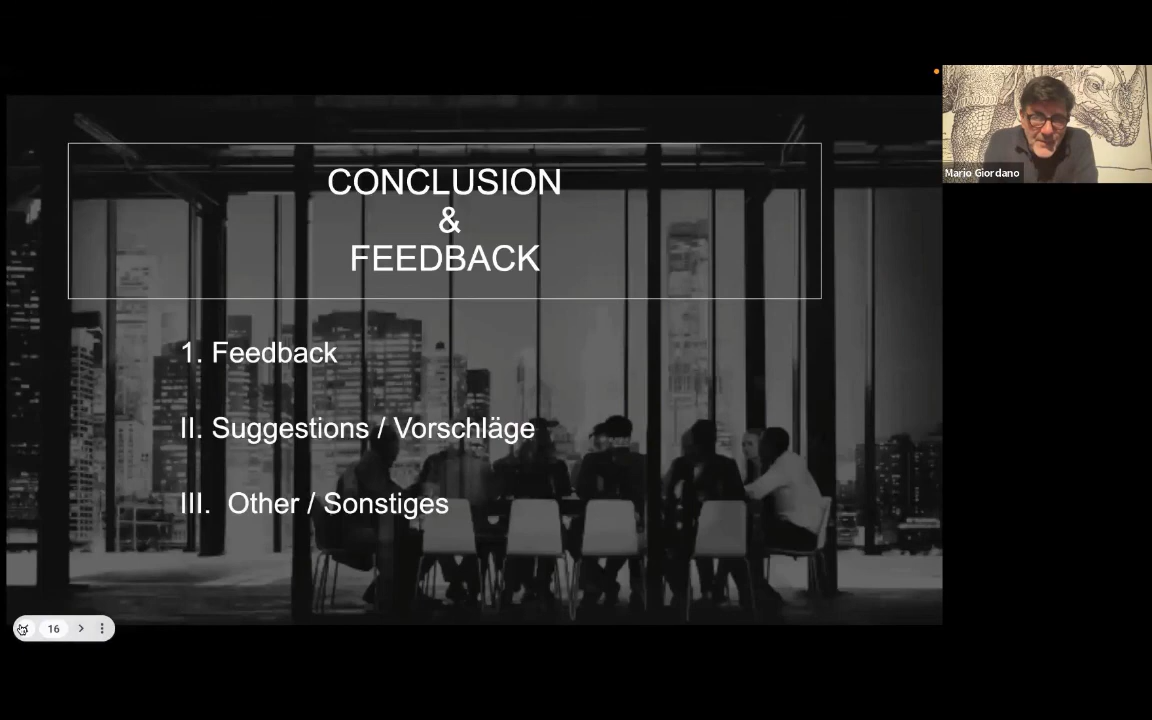 CONCLUSION
&
FEEDBACK
1. Feedback
II. Suggestions / Vorschläge
III. Other / Sonstiges
Mario Giordano
16